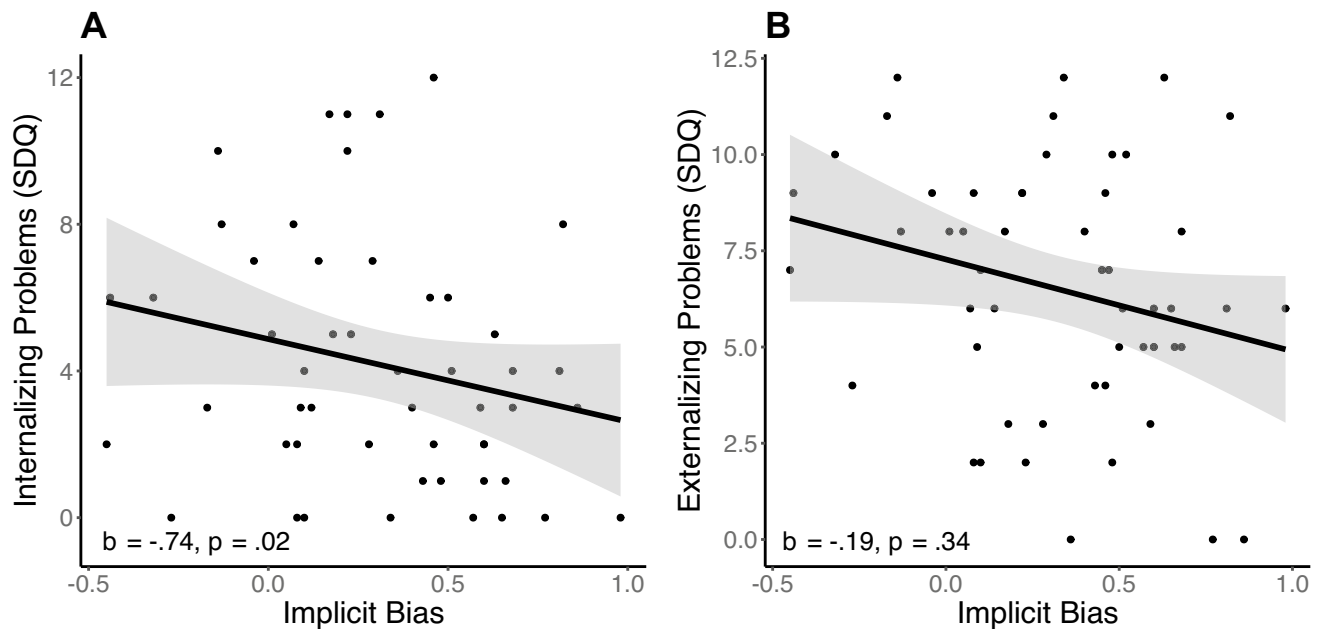 A
Internalizing Problems (SDQ)
12
8
4
0
b = -.74, p = .02
-0.5
0.0
0.5
1.0
Implicit Bias
B
Externalizing Problems (SDQ)
12.5
10.0
7.5
5.0
2.5
0.0
b = -.19, p = .34
-0.5
0.0
0.5
1.0
Implicit Bias